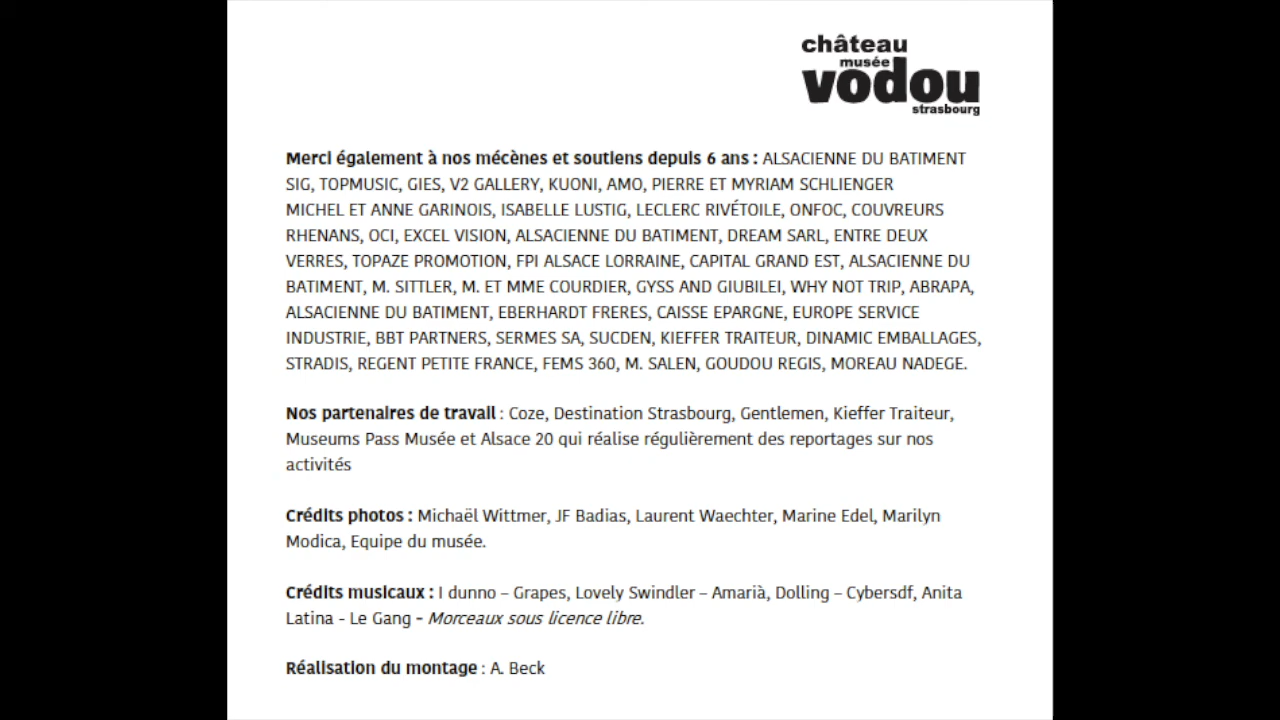 château
musée
vodou
strasbourg
Merci également à nos mécènes et soutiens depuis 6 ans : ALSACIENNE DU BATIMENT
SIG, TOPMUSIC, GIES, V2 GALLERY, KUONI, AMO, PIERRE ET MYRIAM SCHLIENGER
MICHEL ET ANNE GARINOIS, ISABELLE LUSTIG, LECLERC RIVÉTOILE, ONFOC, COUVREURS
RHENANS, OCI, EXCEL VISION, ALSACIENNE DU BATIMENT, DREAM SARL, ENTRE DEUX
VERRES, TOPAZE PROMOTION, FPI ALSACE LORRAINE, CAPITAL GRAND EST, ALSACIENNE DU
BATIMENT, M. SITTLER, M. ET MME COURDIER, GYSS AND GIUBILEI, WHY NOT TRIP, ABRAPA,
ALSACIENNE DU BATIMENT, EBERHARDT FRERES, CAISSE EPARGNE, EUROPE SERVICE
INDUSTRIE, BBT PARTNERS, SERMES SA, SUCDEN, KIEFFER TRAITEUR, DINAMIC EMBALLAGES,
STRADIS, REGENT PETITE FRANCE, FEMS 360, M. SALEN, GOUDOU REGIS, MOREAU NADEGE.
Nos partenaires de travail : Coze, Destination Strasbourg, Gentlemen, Kieffer Traiteur,
Museums Pass Musée et Alsace 20 qui réalise régulièrement des reportages sur nos
activités
Crédits photos : Michaël Wittmer, JF Badias, Laurent Waechter, Marine Edel, Marilyn
Modica, Equipe du musée.
Crédits musicaux : I dunno – Grapes, Lovely Swindler – Amarià, Dolling – Cybersdf, Anita
Latina - Le Gang - Morceaux sous licence libre.
Réalisation du montage : A. Beck